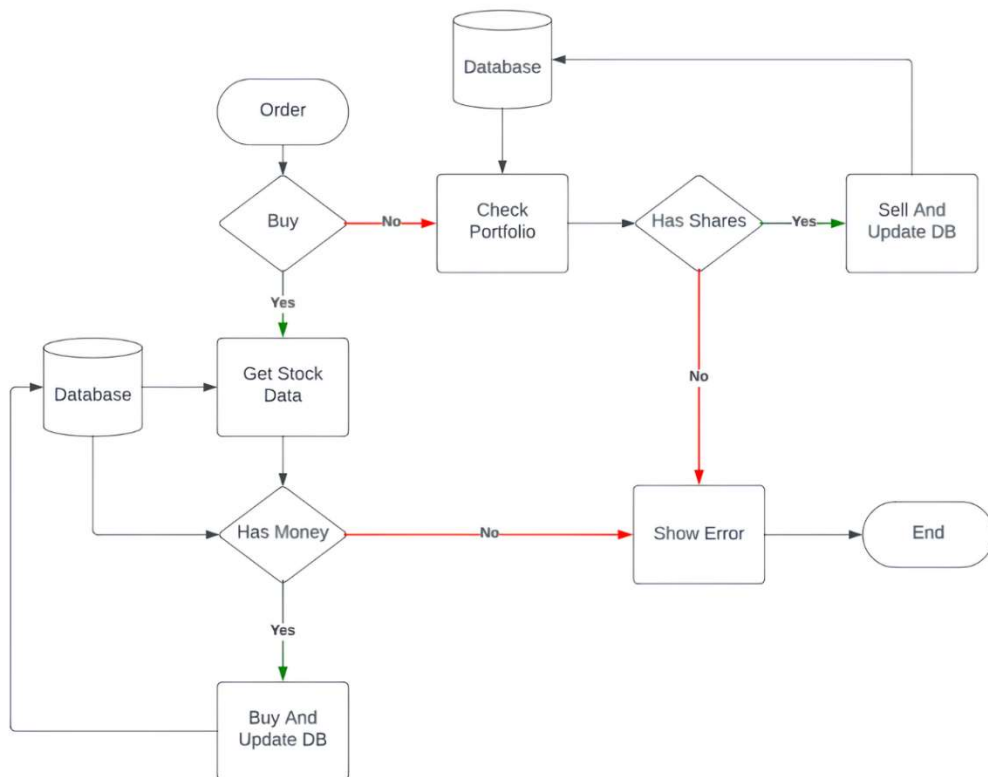 Database
Order
Buy
No
Check
Portfolio
Has Shares
Yes
Sell And
Update DB
Yes
Database
Get Stock
Data
No
Has Money
No
Show Error
End
Yes
Buy And
Update DB